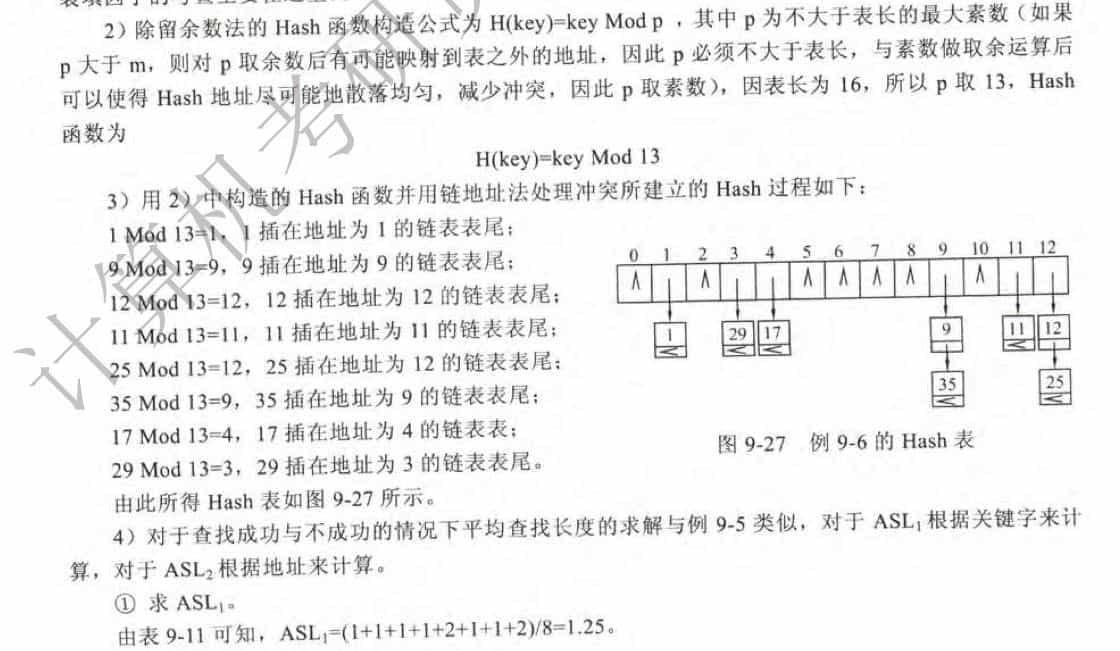 2）除留余数法的 Hash 函数构造公式为 H(key)=key Mod p ，其中 p 为不大于表长的最大素数（如果
p 大于 m，则对 p 取余数后有可能映射到表之外的地址，因此 p 必须不大于表长，与素数做取余运算后
可以使得 Hash 地址尽可能地散落均匀，减少冲突，因此 p 取素数），因表长为 16，所以 p 取 13，Hash
函数为
H(key)=key Mod 13
3）用 2）中构造的 Hash 函数并用链地址法处理冲突所建立的 Hash 过程如下：
1 Mod 13=1，1 插在地址为 1 的链表表尾；
9 Mod 13=9，9 插在地址为 9 的链表表尾；
12 Mod 13=12，12 插在地址为 12 的链表表尾；
11 Mod 13=11，11 插在地址为 11 的链表表尾；
25 Mod 13=12，25 插在地址为 12 的链表表尾；
35 Mod 13=9，35 插在地址为 9 的链表表尾；
17 Mod 13=4，17 插在地址为 4 的链表表；
29 Mod 13=3，29 插在地址为 3 的链表表尾。
0 1 2 3 4 5 6 7 8 9 10 11 12
∧ ∧ ∧ ∧ ∧ ∧ ∧
1 29 17 9 11 12
35 25
图 9-27 例 9-6 的 Hash 表
由此所得 Hash 表如图 9-27 所示。
4）对于查找成功与不成功的情况下平均查找长度的求解与例 9-5 类似，对于 ASL₁根据关键字来计
算，对于 ASL₂根据地址来计算。
① 求 ASL₁。
由表 9-11 可知，ASL₁=(1+1+1+1+2+1+1+2)/8=1.25。
计算机考研